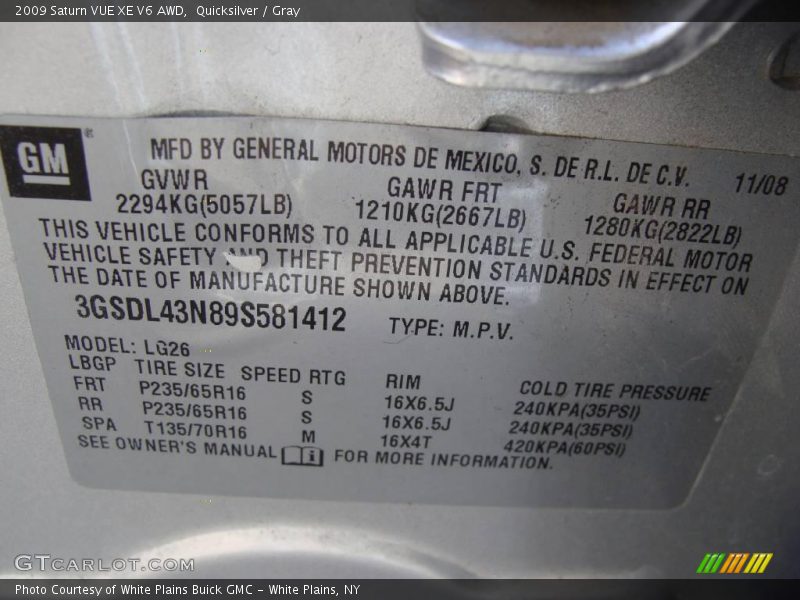 2009 Saturn VUE XE V6 AWD,  Quicksilver / Gray
GM®
MFD BY GENERAL MOTORS DE MEXICO, S. DE R.L. DE C.V.
11/08
GVWR GAWR FRT GAWR RR
2294KG(5057LB) 1210KG(2667LB) 1280KG(2822LB)
THIS VEHICLE CONFORMS TO ALL APPLICABLE U.S. FEDERAL MOTOR
VEHICLE SAFETY AND THEFT PREVENTION STANDARDS IN EFFECT ON
THE DATE OF MANUFACTURE SHOWN ABOVE.
3GSDL43N89S581412 TYPE: M.P.V.
MODEL: LG26
LBGP TIRE SIZE SPEED RTG RIM COLD TIRE PRESSURE
FRT P235/65R16 S 16X6.5J 240KPA(35PSI)
RR P235/65R16 S 16X6.5J 240KPA(35PSI)
SPA T135/70R16 M 16X4T 420KPA(60PSI)
SEE OWNER'S MANUAL i FOR MORE INFORMATION.
GTCARLOT.COM
Photo Courtesy of White Plains Buick GMC - White Plains, NY